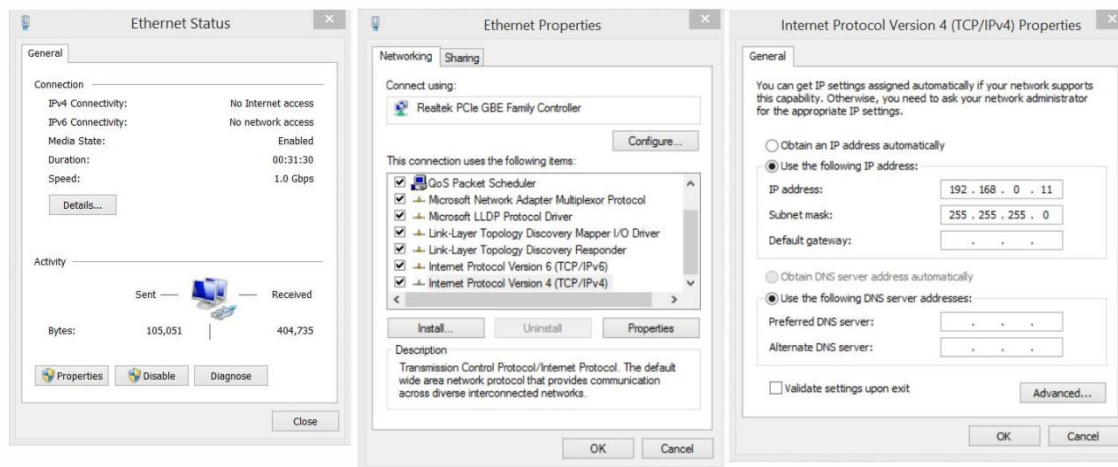 Ethernet Status
General
Connection
IPv4 Connectivity: No Internet access
IPv6 Connectivity: No network access
Media State: Enabled
Duration: 00:31:30
Speed: 1.0 Gbps
Details...
Activity
Sent — Received
Bytes: 105,051 | 404,735
Properties Disable Diagnose
Close
Ethernet Properties
Networking Sharing
Connect using:
Realtek PCIe GBE Family Controller
Configure...
This connection uses the following items:
QoS Packet Scheduler
Microsoft Network Adapter Multiplexor Protocol
Microsoft LLDP Protocol Driver
Link-Layer Topology Discovery Mapper I/O Driver
Link-Layer Topology Discovery Responder
Internet Protocol Version 6 (TCP/IPv6)
Internet Protocol Version 4 (TCP/IPv4)
Install... Uninstall Properties
Description
Transmission Control Protocol/Internet Protocol. The default
wide area network protocol that provides communication
across diverse interconnected networks.
OK Cancel
Internet Protocol Version 4 (TCP/IPv4) Properties
General
You can get IP settings assigned automatically if your network supports
this capability. Otherwise, you need to ask your network administrator
for the appropriate IP settings.
Obtain an IP address automatically
Use the following IP address:
IP address: 192 . 168 . 0 . 11
Subnet mask: 255 . 255 . 255 . 0
Default gateway: . . .
Obtain DNS server address automatically
Use the following DNS server addresses:
Preferred DNS server: . . .
Alternate DNS server: . . .
Validate settings upon exit
Advanced...
OK Cancel